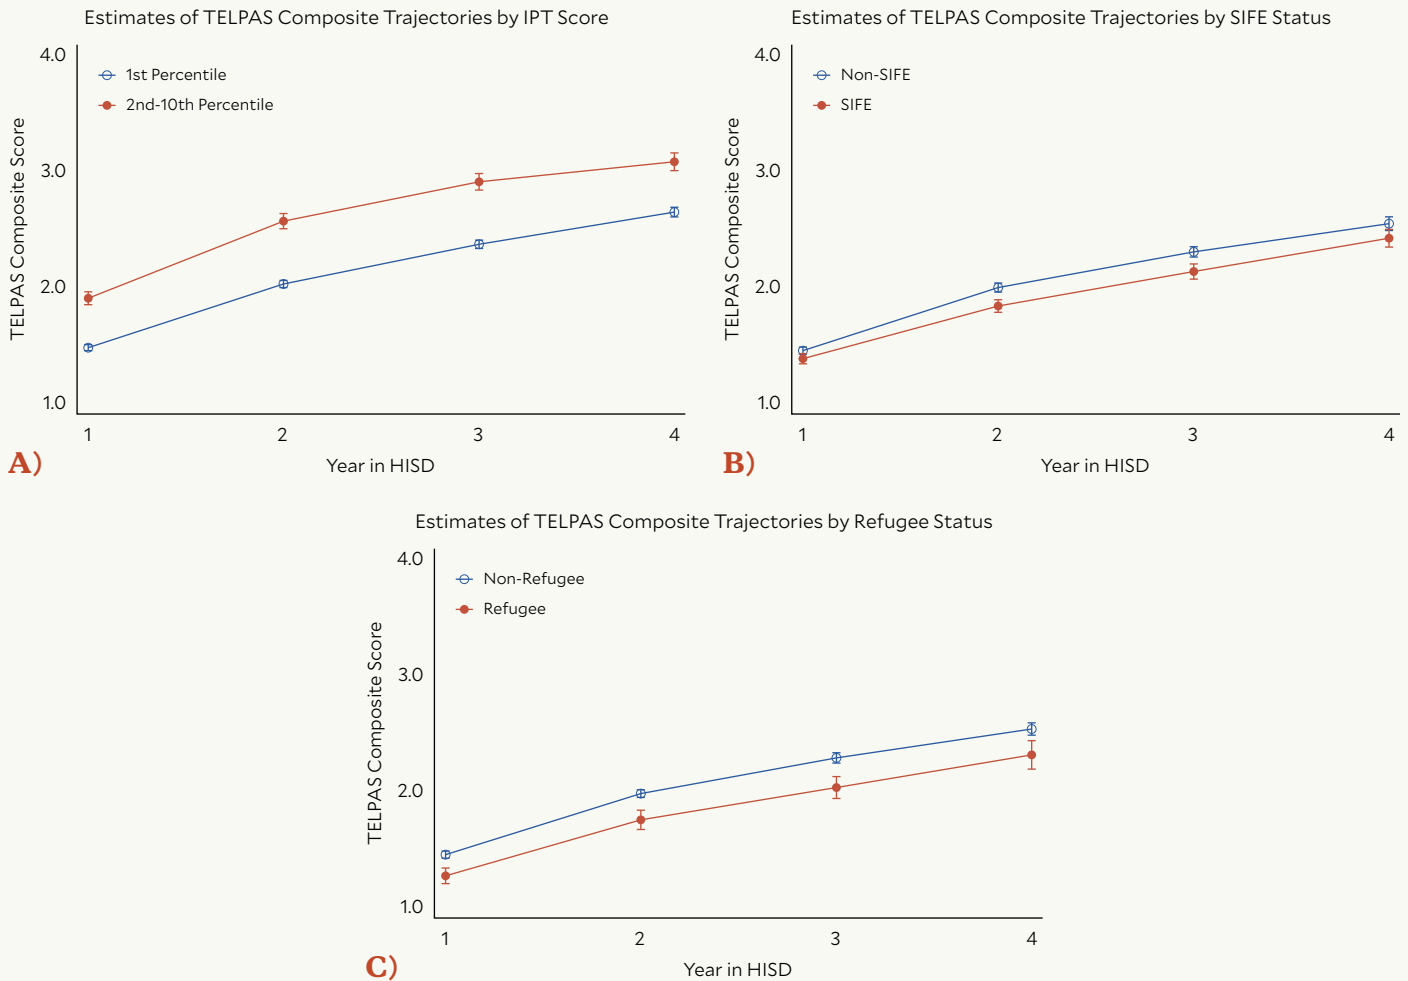 Estimates of TELPAS Composite Trajectories by IPT Score
4.0
1st Percentile
2nd-10th Percentile
3.0
2.0
1.0
TELPAS Composite Score
1 2 3 4
Year in HISD
A)
Estimates of TELPAS Composite Trajectories by SIFE Status
4.0
Non-SIFE
SIFE
3.0
2.0
1.0
TELPAS Composite Score
1 2 3 4
Year in HISD
B)
Estimates of TELPAS Composite Trajectories by Refugee Status
4.0
Non-Refugee
Refugee
3.0
2.0
1.0
TELPAS Composite Score
1 2 3 4
Year in HISD
C)